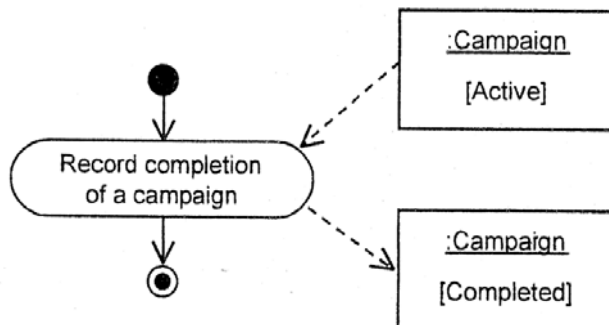 :Campaign
[Active]
Record completion
of a campaign
:Campaign
[Completed]